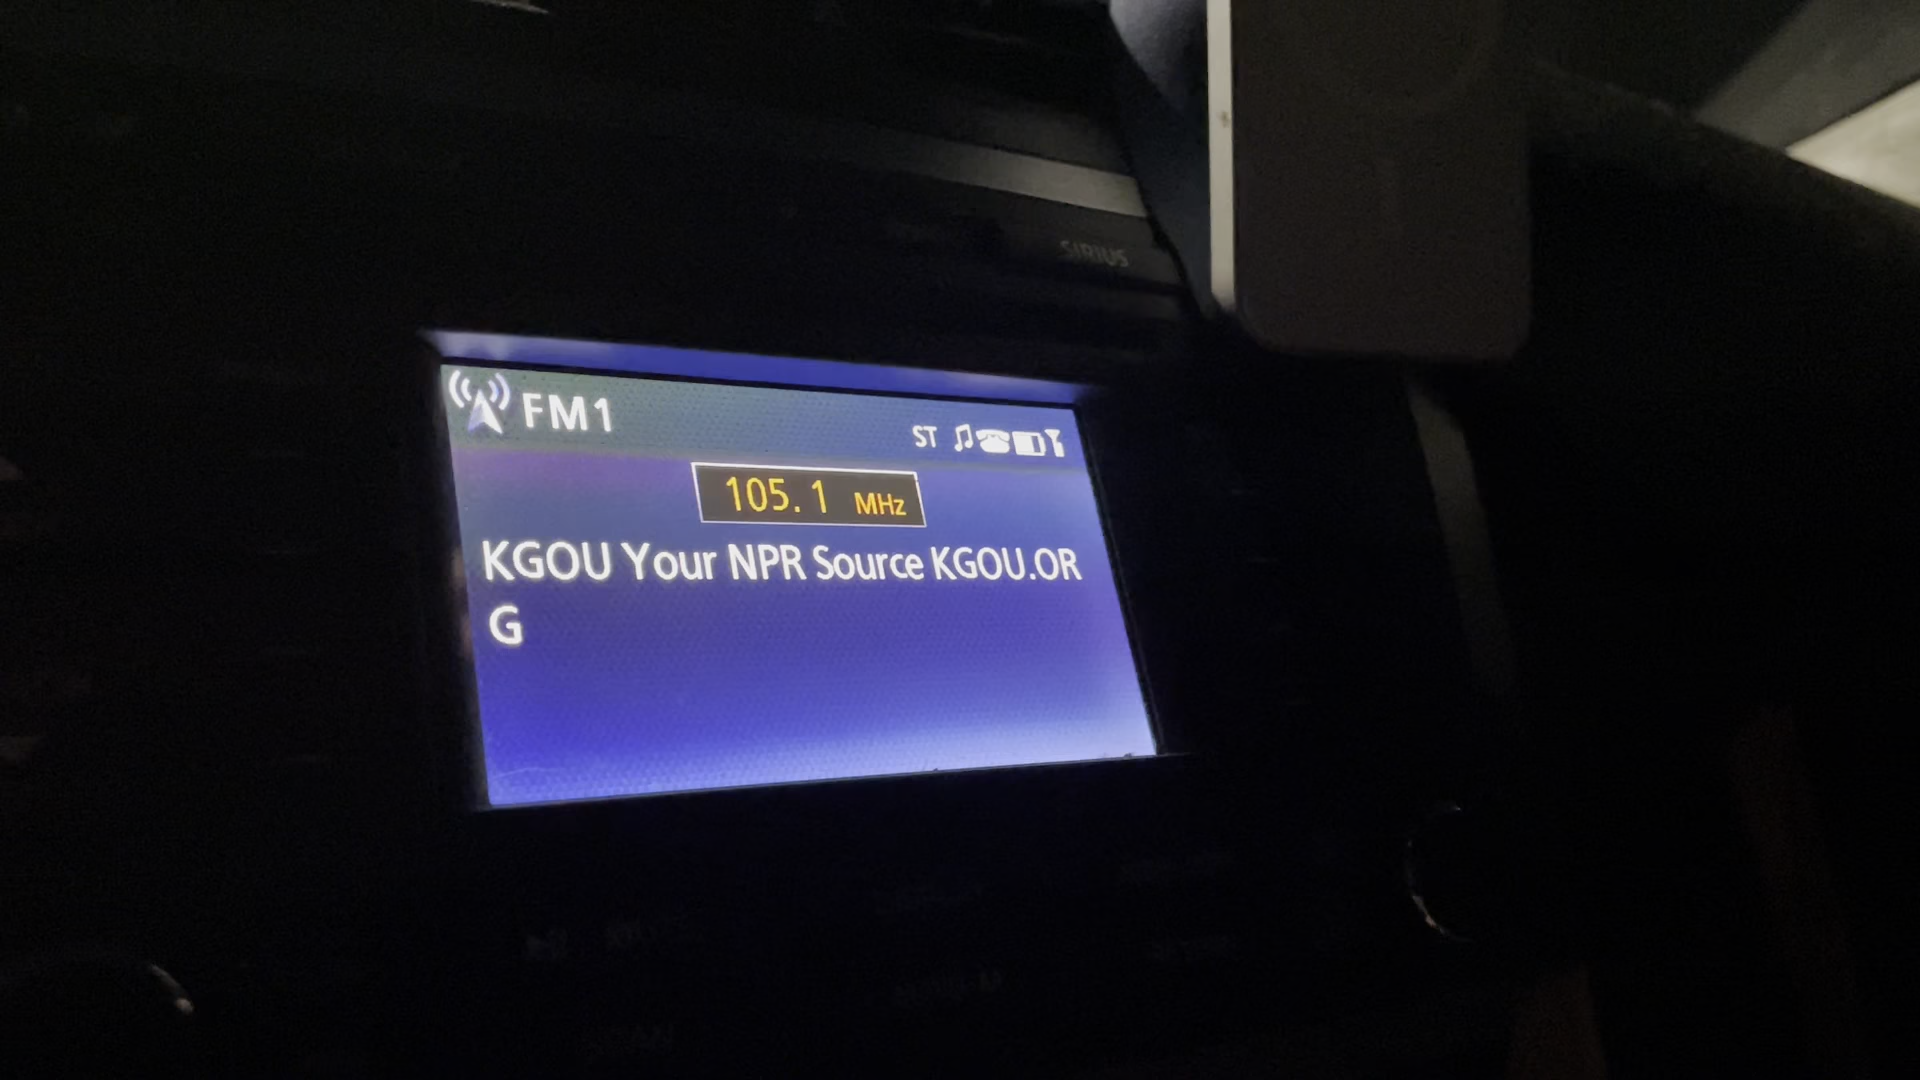 SIRIUS
FM1
ST
105.1 MHz
KGOU Your NPR Source KGOU.OR
G